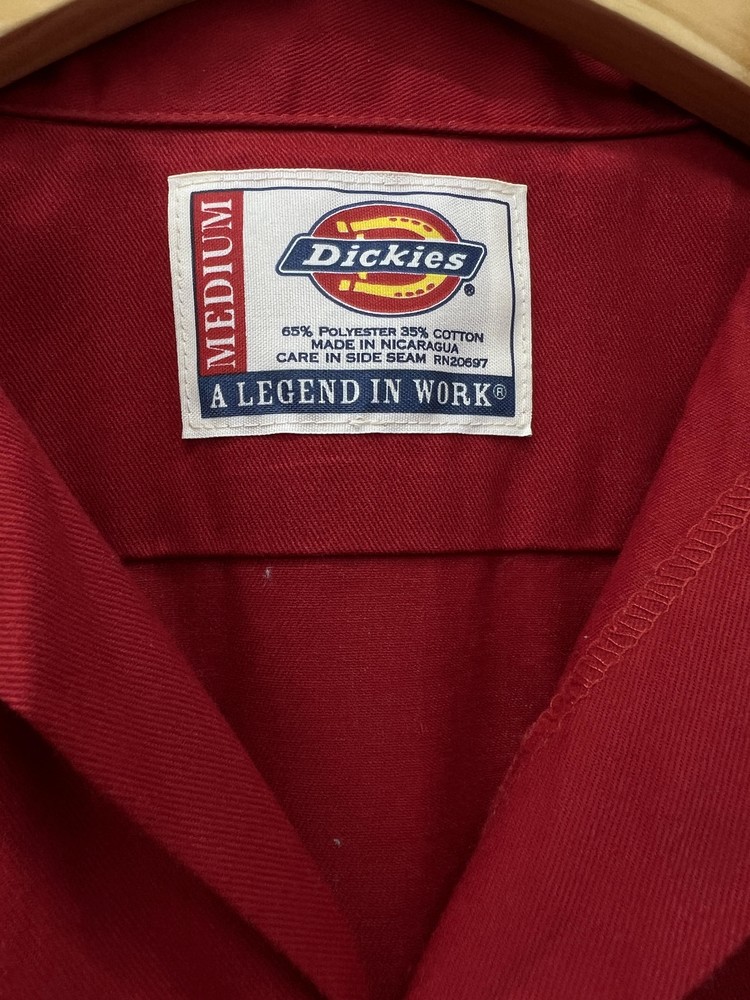 MEDIUM
Dickies®
65% POLYESTER 35% COTTON
MADE IN NICARAGUA
CARE IN SIDE SEAM RN20697
A LEGEND IN WORK®